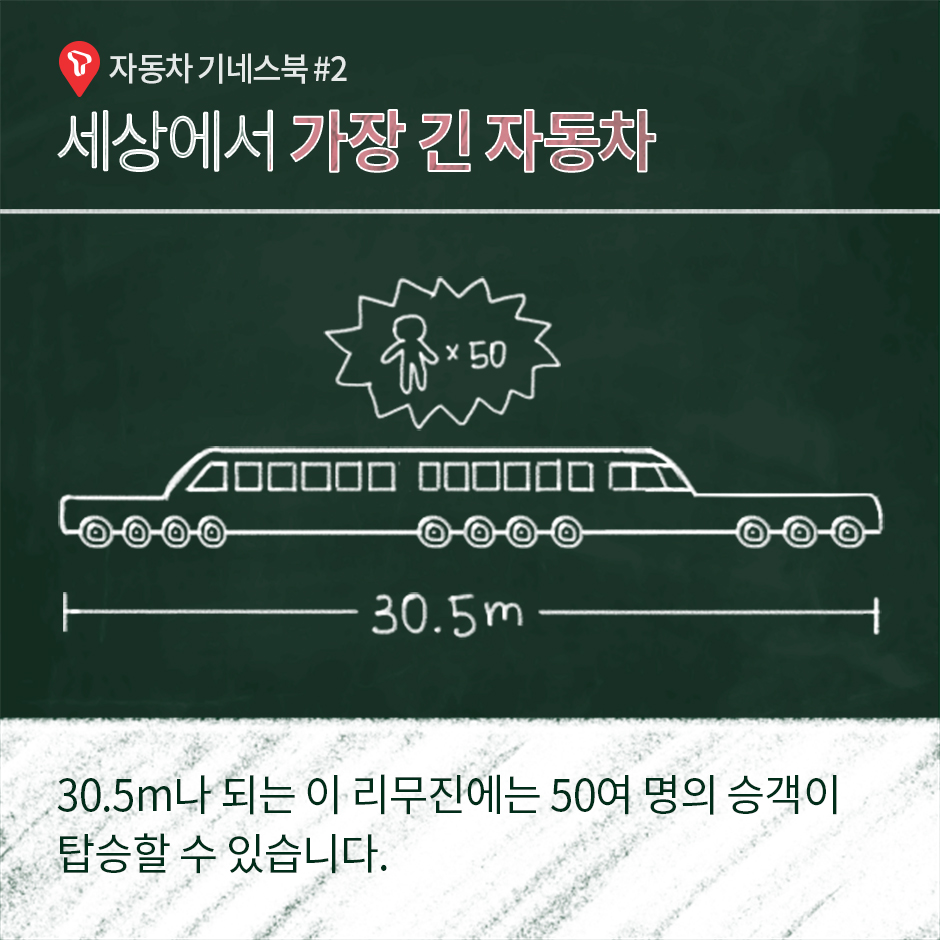 자동차 기네스북 #2
세상에서 가장 긴 자동차
x 50
30.5m
30.5m나 되는 이 리무진에는 50여 명의 승객이
탑승할 수 있습니다.